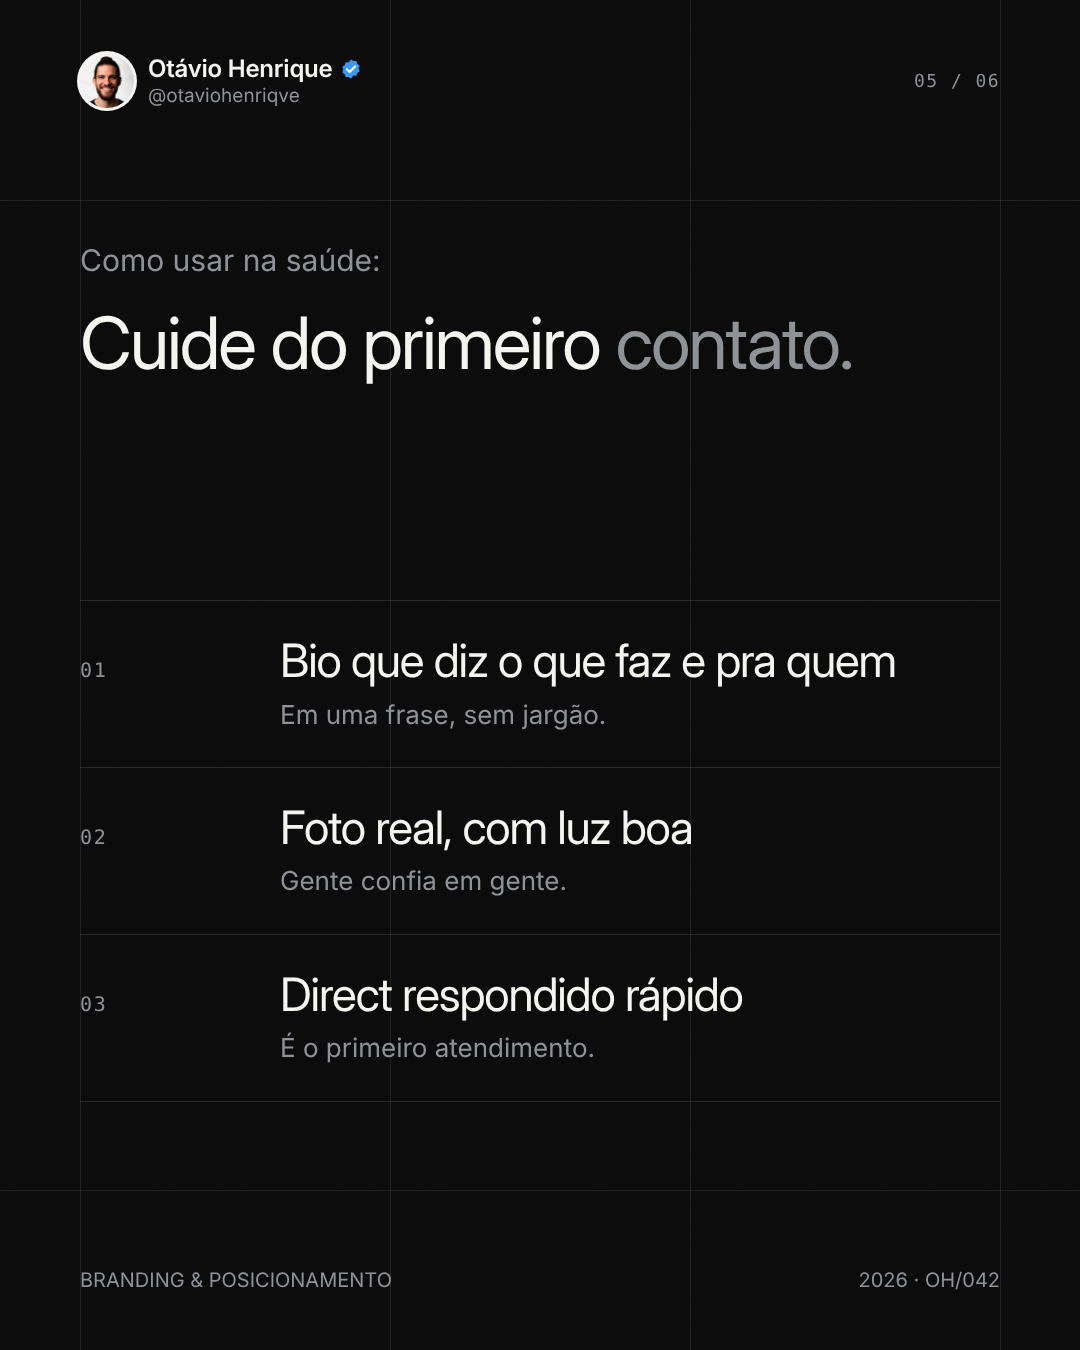 Otávio Henrique
@otaviohenriqve
05 / 06
Como usar na saúde:
Cuide do primeiro contato.
01
Bio que diz o que faz e pra quem
Em uma frase, sem jargão.
02
Foto real, com luz boa
Gente confia em gente.
03
Direct respondido rápido
É o primeiro atendimento.
BRANDING & POSICIONAMENTO
2026 · OH/042